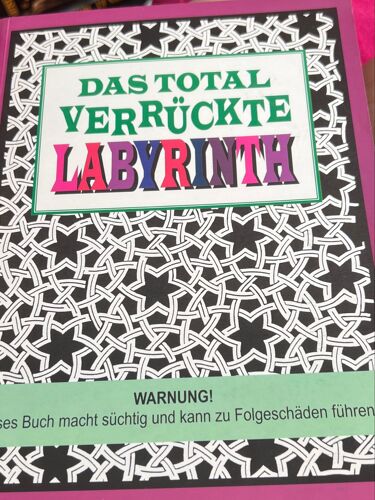 DAS TOTAL
VERRÜCKTE
LABYRINTH
WARNUNG!
ses Buch macht süchtig und kann zu Folgeschäden führen